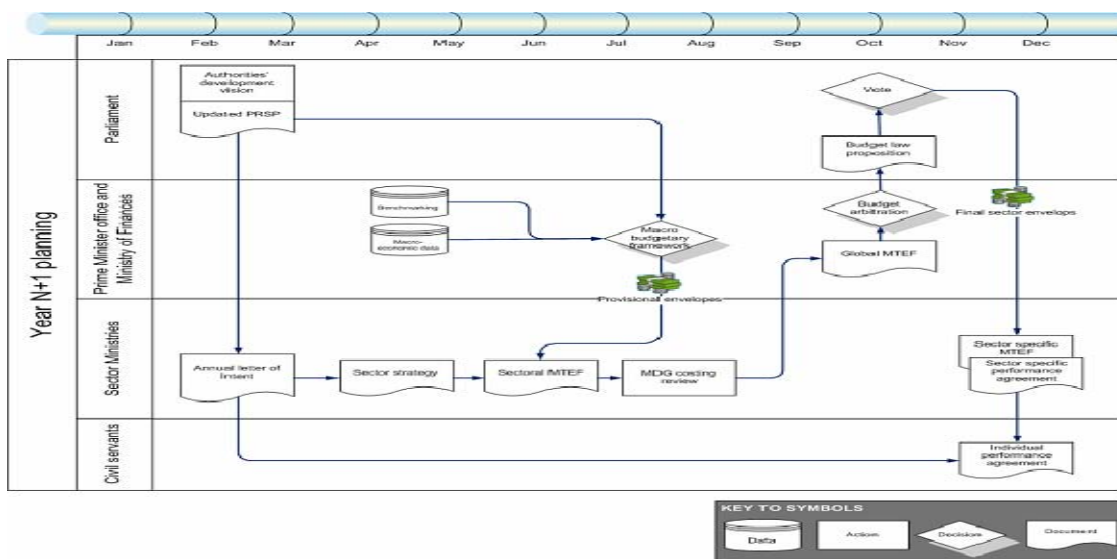 Jan Feb Mar Apr May Jun Jul Aug Sep Oct Nov Dec
Year N+1 planning
Parliament
Authorities'
development
vision
Updated PRSP
Vote
Budget law
proposition
Prime Minister office and
Ministry of Finances
Benchmarking
Macro-
economic data
Macro
budgetary
framework
Provisional envelopes
Budget
arbitration
Global MTEF
Final sector envelops
Sector Ministries
Annual letter of
Intent
Sector strategy
Sectoral fMTEF
MDG costing
review
Sector specific
MTEF
Sector specific
performance
agreement
Civil servants
Individual
performance
agreement
KEY TO SYMBOLS
Data
Action
Decision
Document